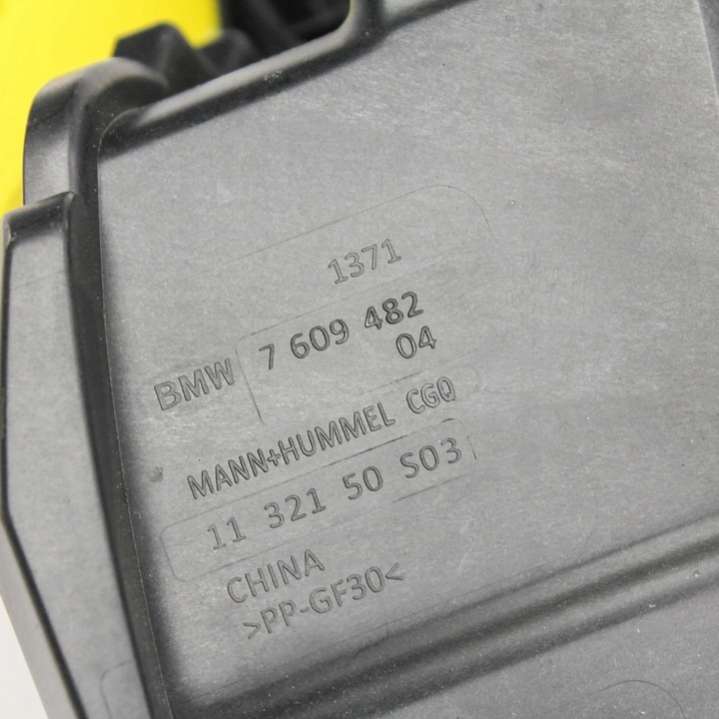 1371
BMW 7 609 482
04
MANN+HUMMEL CGQ
11 321 50 S03
CHINA
>PP-GF30<